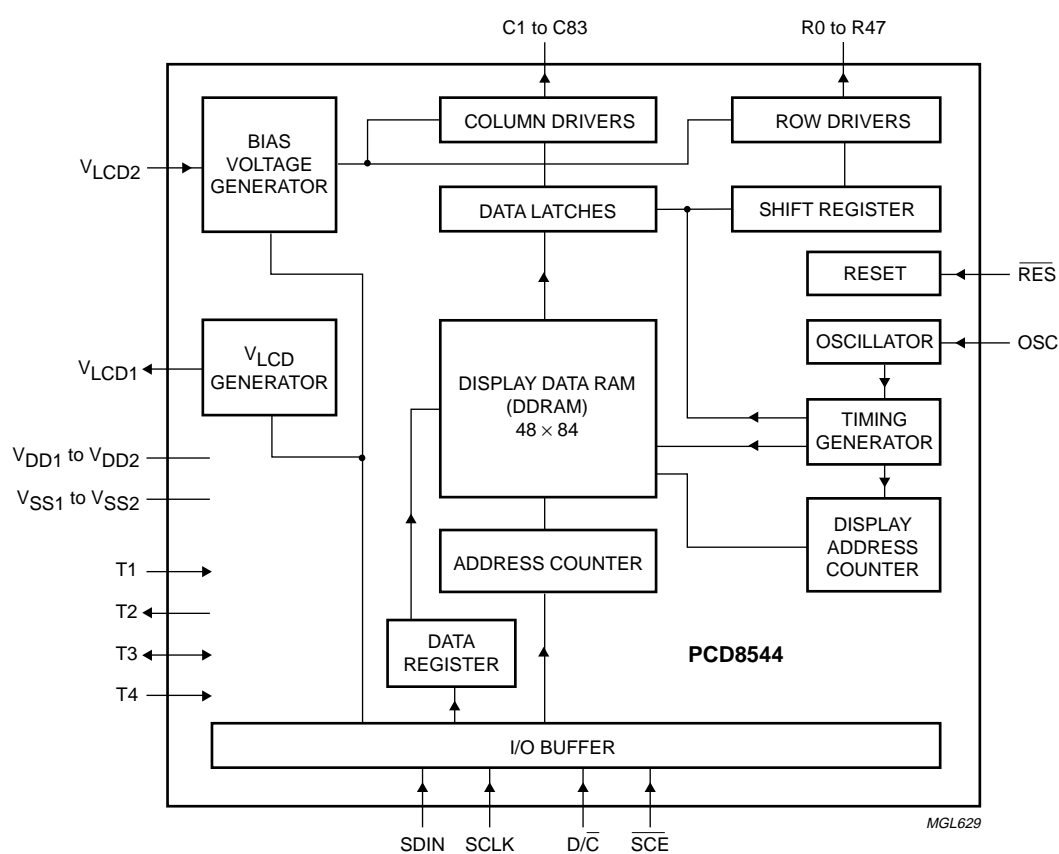 C1 to C83
R0 to R47
COLUMN DRIVERS
ROW DRIVERS
BIAS
VOLTAGE
GENERATOR
VLCD2
DATA LATCHES
SHIFT REGISTER
RESET
R̅E̅S̅
OSCILLATOR
OSC
VLCD
GENERATOR
VLCD1
DISPLAY DATA RAM
(DDRAM)
48 × 84
TIMING
GENERATOR
VDD1 to VDD2
VSS1 to VSS2
DISPLAY
ADDRESS
COUNTER
ADDRESS COUNTER
T1
T2
T3
T4
DATA
REGISTER
PCD8544
I/O BUFFER
SDIN
SCLK
D/C̅
S̅C̅E̅
MGL629